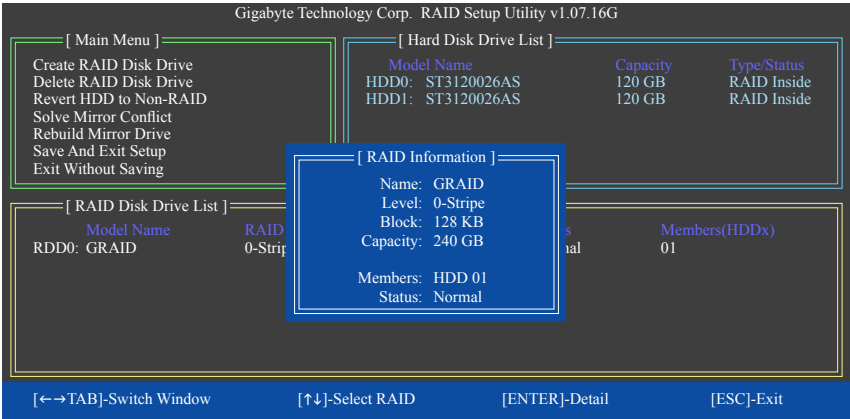 Gigabyte Technology Corp. RAID Setup Utility v1.07.16G
[ Main Menu ]
Create RAID Disk Drive
Delete RAID Disk Drive
Revert HDD to Non-RAID
Solve Mirror Conflict
Rebuild Mirror Drive
Save And Exit Setup
Exit Without Saving
[ Hard Disk Drive List ]
Model Name Capacity Type/Status
HDD0: ST3120026AS 120 GB RAID Inside
HDD1: ST3120026AS 120 GB RAID Inside
[ RAID Information ]
Name: GRAID
Level: 0-Stripe
Block: 128 KB
Capacity: 240 GB
Members: HDD 01
Status: Normal
[ RAID Disk Drive List ]
Model Name RAID Members(HDDx)
RDD0: GRAID 0-Strip 01
[←→TAB]-Switch Window [↑↓]-Select RAID [ENTER]-Detail [ESC]-Exit